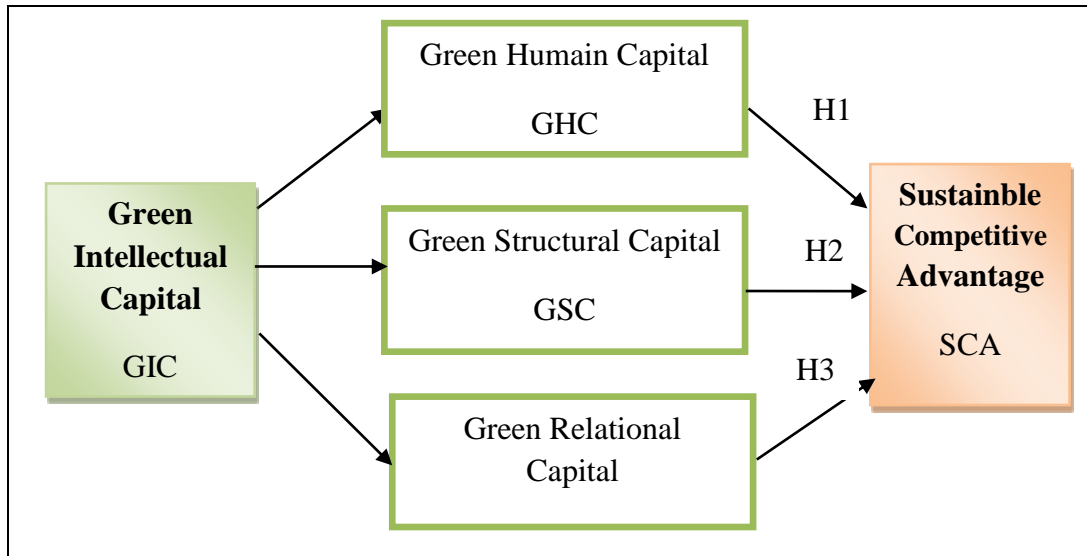 Green
Intellectual
Capital
GIC
Green Humain Capital
GHC
Green Structural Capital
GSC
Green Relational
Capital
H1
H2
H3
Sustainble
Competitive
Advantage
SCA